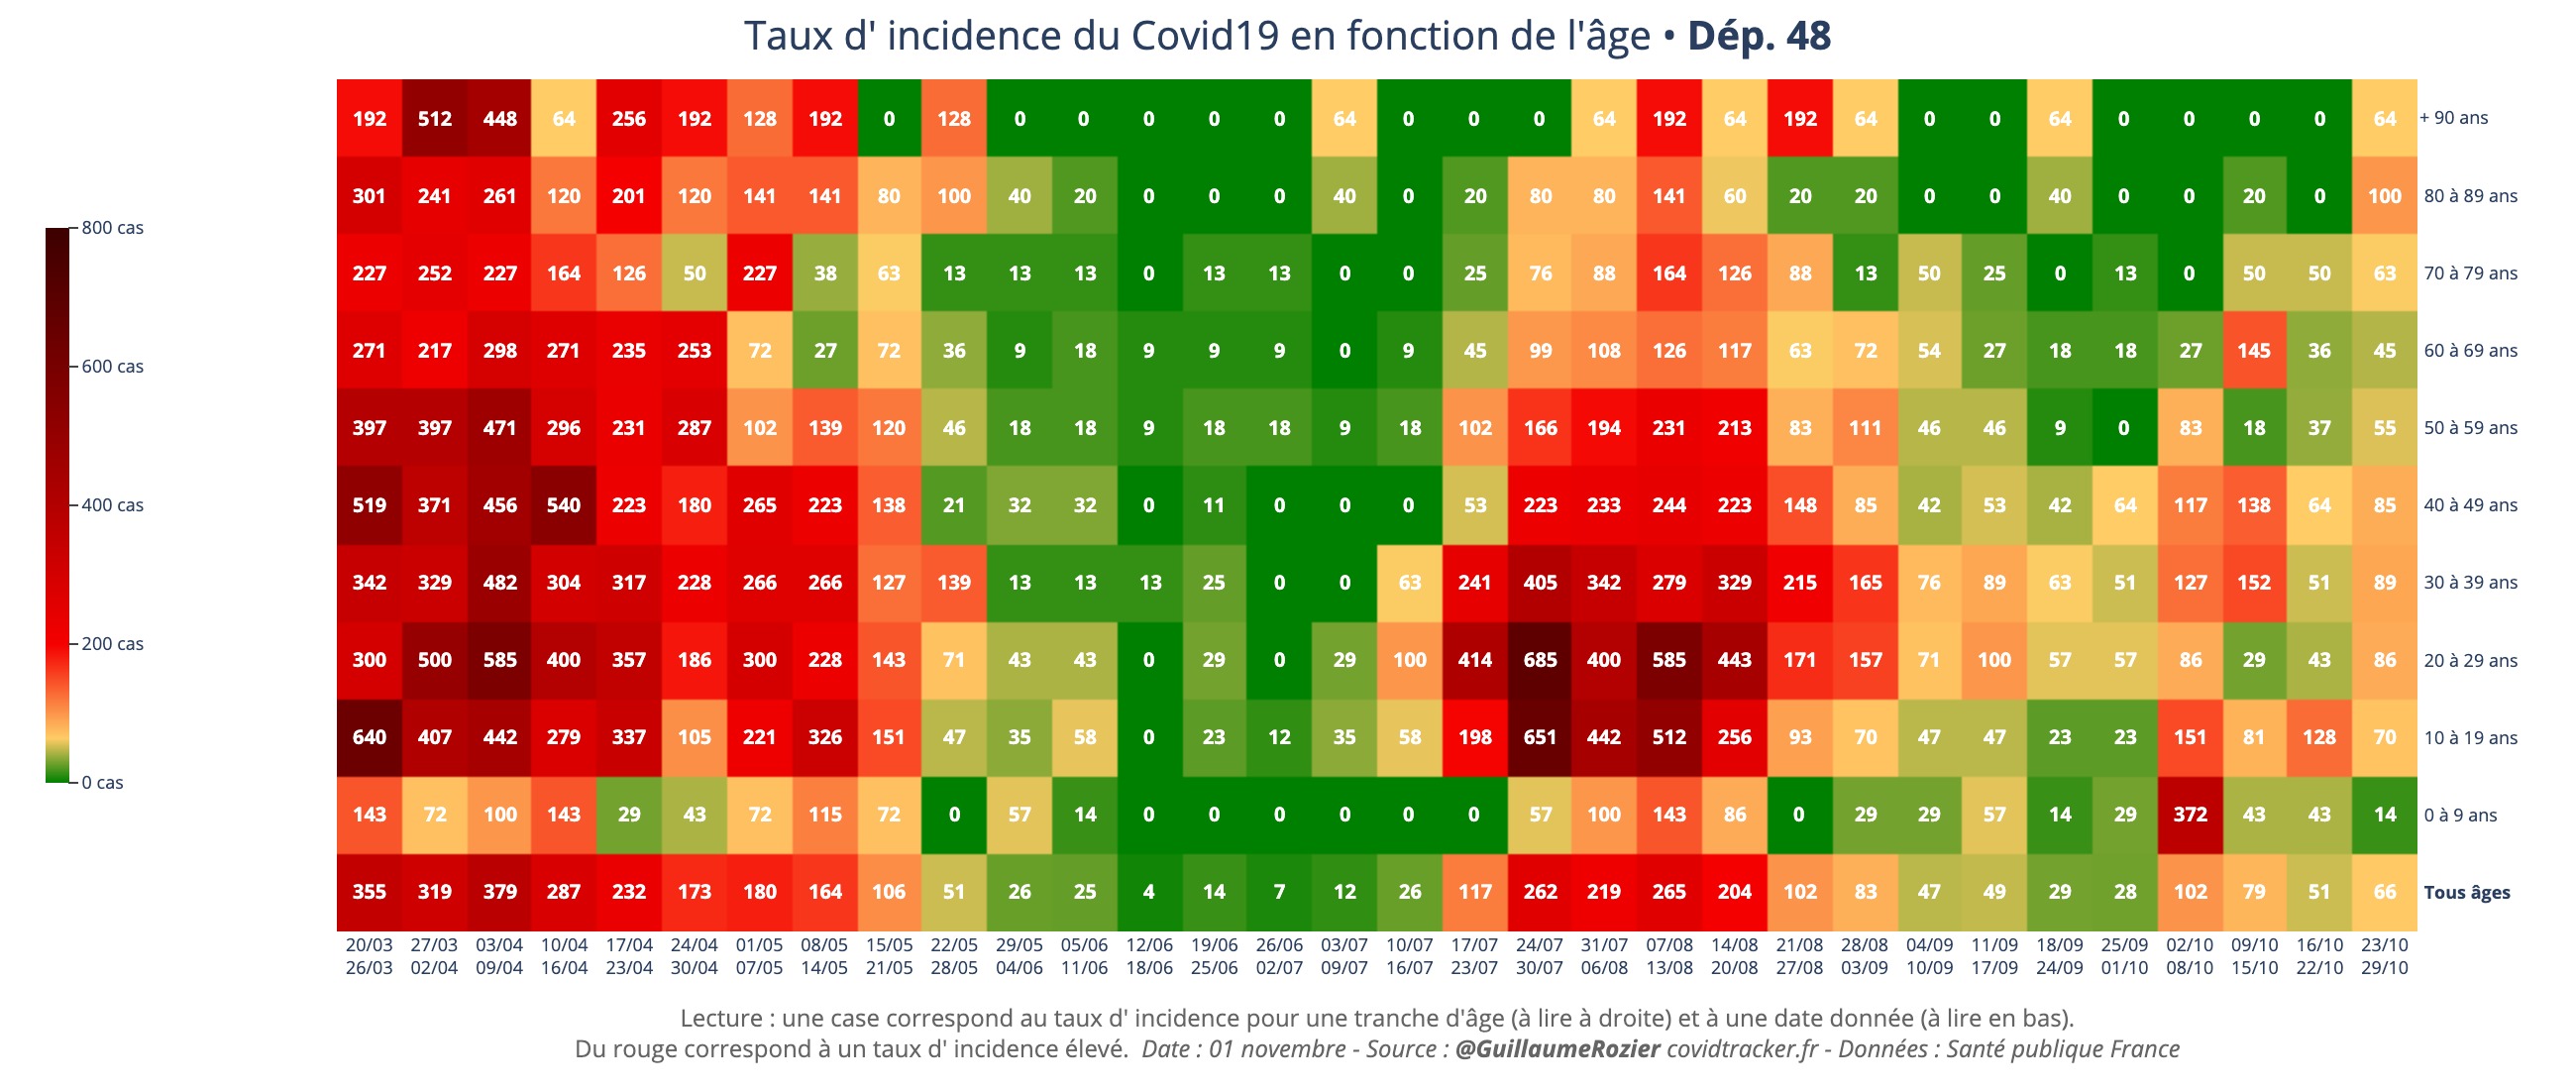 Taux d' incidence du Covid19 en fonction de l'âge • Dép. 48
192 512 448 64 256 192 128 192 0 128 0 0 0 0 0 64 0 0 0 64 192 64 192 64 0 0 64 0 0 0 0 64 + 90 ans
301 241 261 120 201 120 141 141 80 100 40 20 0 0 0 40 0 20 80 80 141 60 20 20 0 0 40 0 0 20 0 100 80 à 89 ans
800 cas
227 252 227 164 126 50 227 38 63 13 13 13 0 13 13 0 0 25 76 88 164 126 88 13 50 25 0 13 0 50 50 63 70 à 79 ans
271 217 298 271 235 253 72 27 72 36 9 18 9 9 9 0 9 45 99 108 126 117 63 72 54 27 18 18 27 145 36 45 60 à 69 ans
600 cas
397 397 471 296 231 287 102 139 120 46 18 18 9 18 18 9 18 102 166 194 231 213 83 111 46 46 9 0 83 18 37 55 50 à 59 ans
400 cas
519 371 456 540 223 180 265 223 138 21 32 32 0 11 0 0 0 53 223 233 244 223 148 85 42 53 42 64 117 138 64 85 40 à 49 ans
342 329 482 304 317 228 266 266 127 139 13 13 13 25 0 0 63 241 405 342 279 329 215 165 76 89 63 51 127 152 51 89 30 à 39 ans
200 cas
300 500 585 400 357 186 300 228 143 71 43 43 0 29 0 29 100 414 685 400 585 443 171 157 71 100 57 57 86 29 43 86 20 à 29 ans
640 407 442 279 337 105 221 326 151 47 35 58 0 23 12 35 58 198 651 442 512 256 93 70 47 47 23 23 151 81 128 70 10 à 19 ans
0 cas
143 72 100 143 29 43 72 115 72 0 57 14 0 0 0 0 0 0 57 100 143 86 0 29 29 57 14 29 372 43 43 14 0 à 9 ans
355 319 379 287 232 173 180 164 106 51 26 25 4 14 7 12 26 117 262 219 265 204 102 83 47 49 29 28 102 79 51 66 Tous âges
20/03 27/03 03/04 10/04 17/04 24/04 01/05 08/05 15/05 22/05 29/05 05/06 12/06 19/06 26/06 03/07 10/07 17/07 24/07 31/07 07/08 14/08 21/08 28/08 04/09 11/09 18/09 25/09 02/10 09/10 16/10 23/10
26/03 02/04 09/04 16/04 23/04 30/04 07/05 14/05 21/05 28/05 04/06 11/06 18/06 25/06 02/07 09/07 16/07 23/07 30/07 06/08 13/08 20/08 27/08 03/09 10/09 17/09 24/09 01/10 08/10 15/10 22/10 29/10
Lecture : une case correspond au taux d' incidence pour une tranche d'âge (à lire à droite) et à une date donnée (à lire en bas).
Du rouge correspond à un taux d' incidence élevé. Date : 01 novembre - Source : @GuillaumeRozier covidtracker.fr - Données : Santé publique France